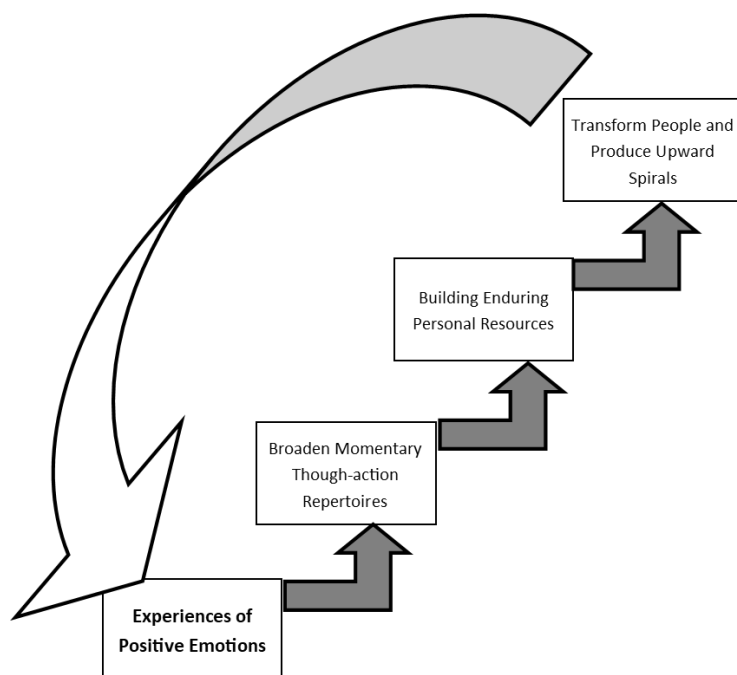 Transform People and
Produce Upward
Spirals
Building Enduring
Personal Resources
Broaden Momentary
Though-action
Repertoires
Experiences of
Positive Emotions